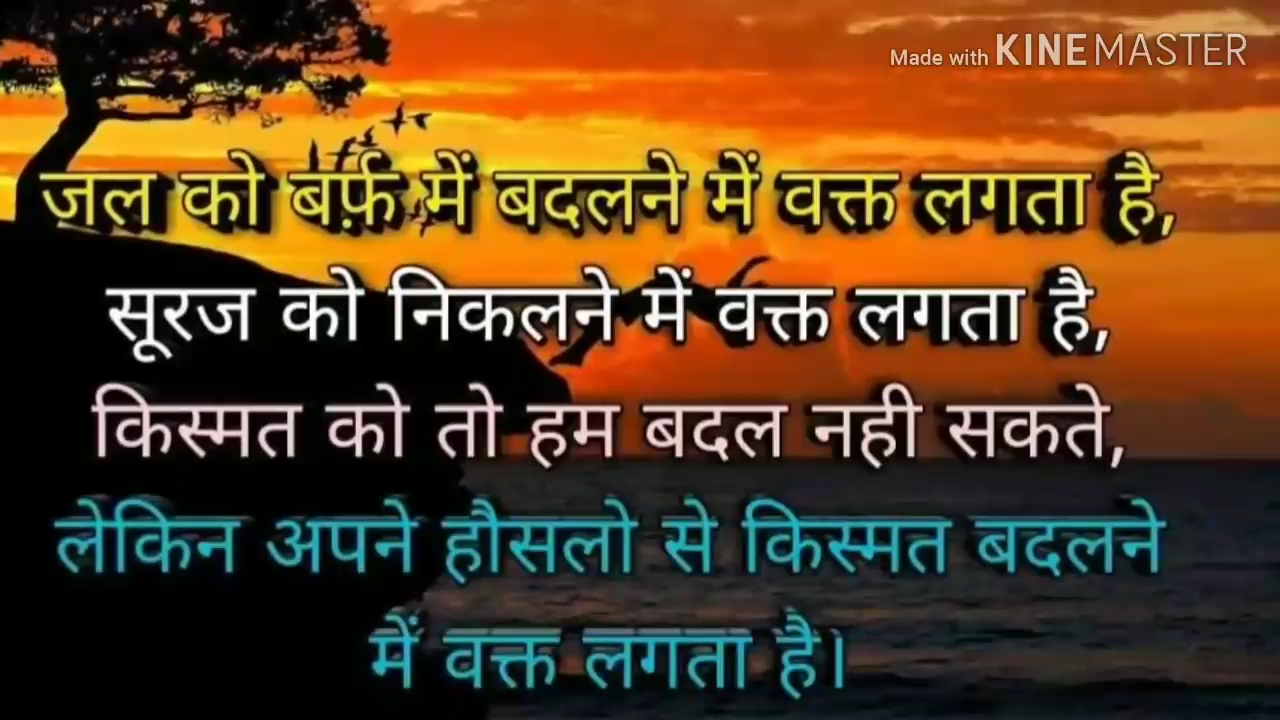 Made with KINEMASTER
जल को बर्फ़ में बदलने में वक्त लगता है,
सूरज को निकलने में वक्त लगता है,
किस्मत को तो हम बदल नही सकते,
लेकिन अपने हौसलो से किस्मत बदलने
में वक्त लगता है।